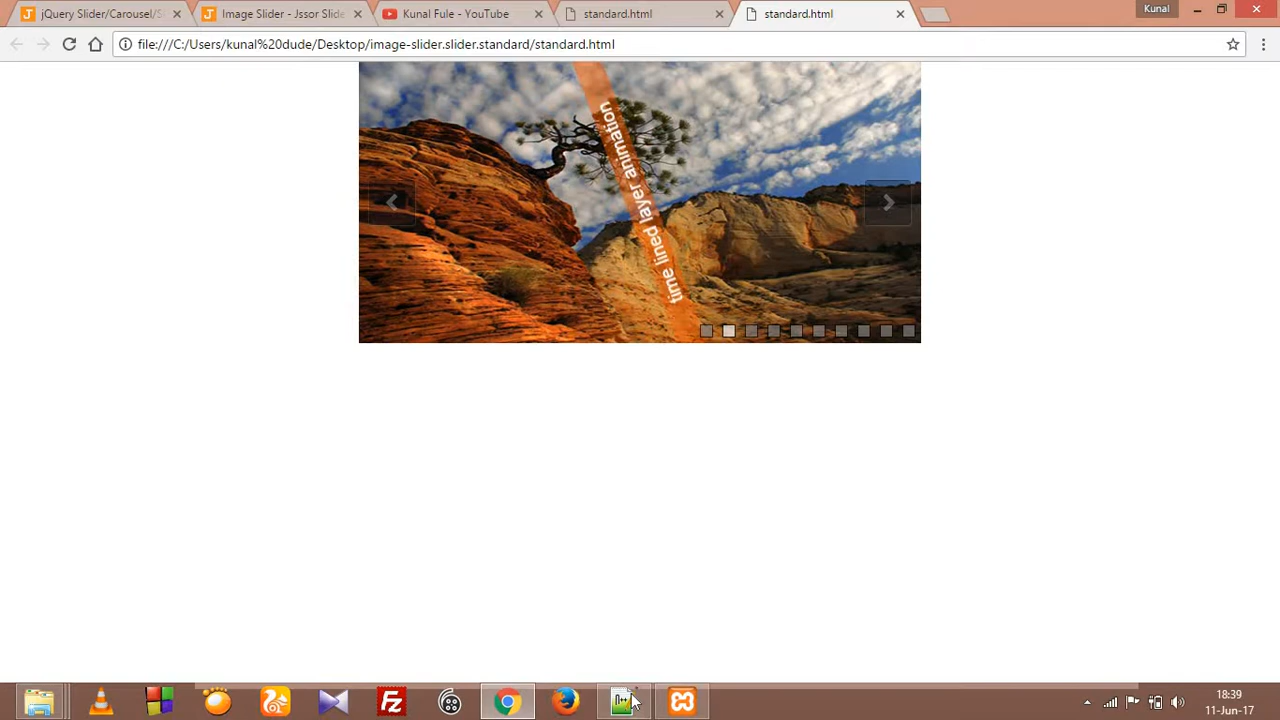 jQuery Slider/Carousel/S
Image Slider - Jssor Slide
Kunal Fule - YouTube
standard.html
standard.html
Kunal
file:///C:/Users/kunal%20dude/Desktop/image-slider.slider.standard/standard.html
time lined layer animation
18:39
11-Jun-17